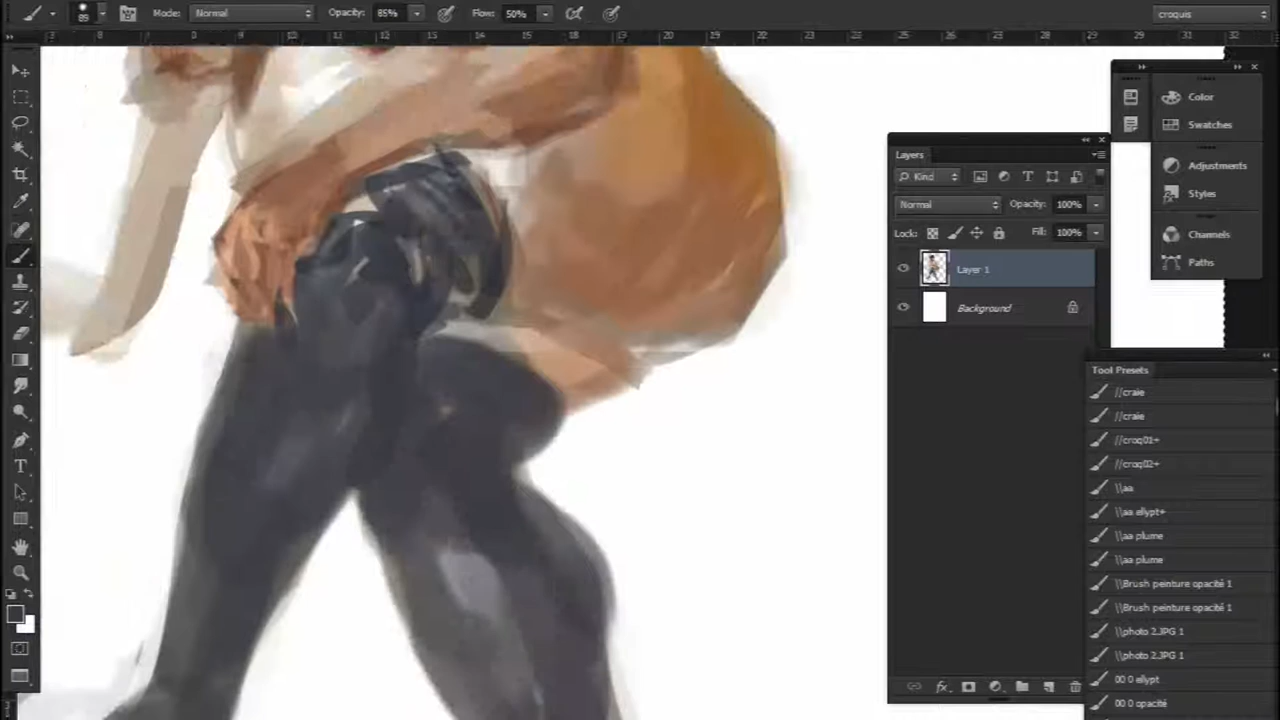 89 Mode: Normal Opacity: 85% Flow: 50% croquis
Color
Swatches
Adjustments
Styles
Channels
Paths
Layers
Kind
Normal Opacity: 100%
Lock: Fill: 100%
Layer 1
Background
Tool Presets
//craie
//craie
//croq01+
//croq02+
\\aa
\\aa elypt+
\\aa plume
\\aa plume
\\Brush peinture opacité 1
\\Brush peinture opacité 1
\\photo 2.JPG 1
\\photo 2.JPG 1
00 0 elypt
00 0 opacité